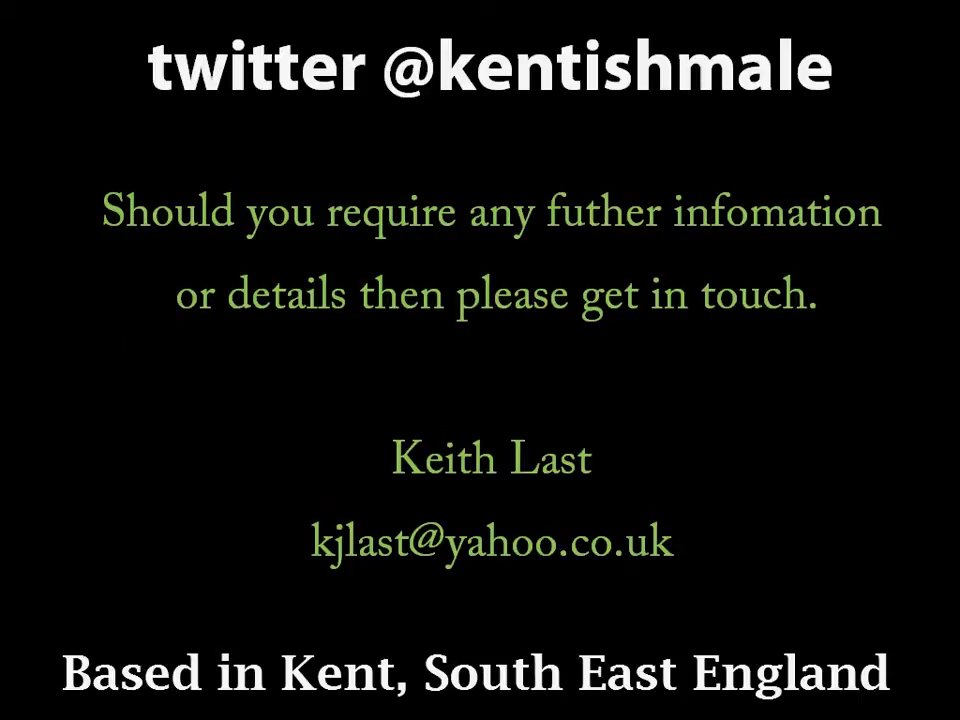 twitter @kentishmale
Should you require any futher infomation
or details then please get in touch.
Keith Last
kjlast@yahoo.co.uk
Based in Kent, South East England